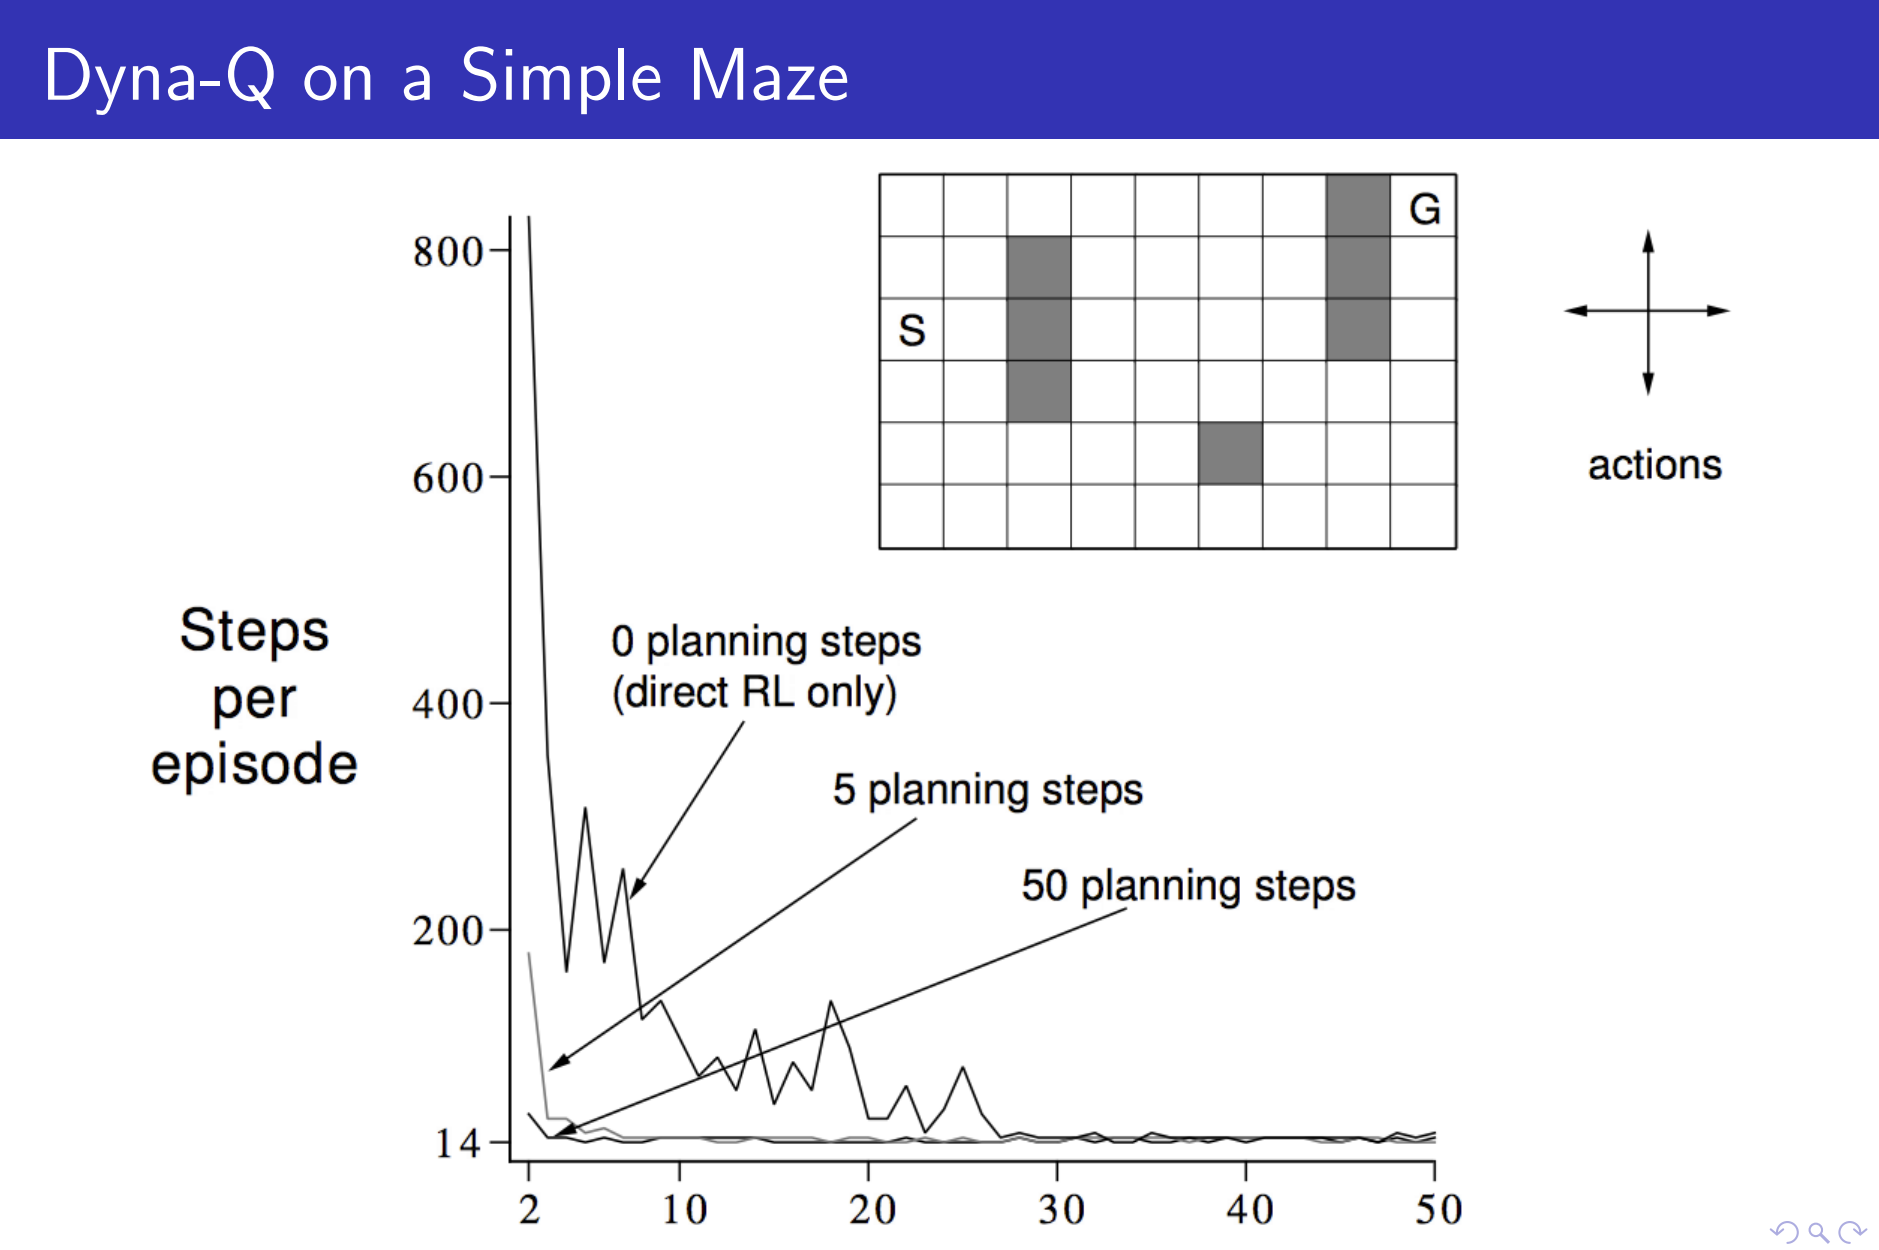 Dyna-Q on a Simple Maze
G
S
actions
800
600
400
200
14
Steps
per
episode
0 planning steps
(direct RL only)
5 planning steps
50 planning steps
2 10 20 30 40 50